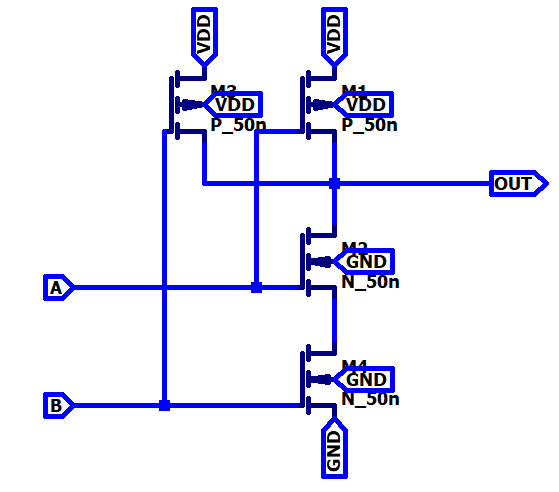 VDD
VDD
M3
M1
VDD
VDD
P_50n
P_50n
OUT
M2
GND
A
N_50n
M4
GND
B
N_50n
GND